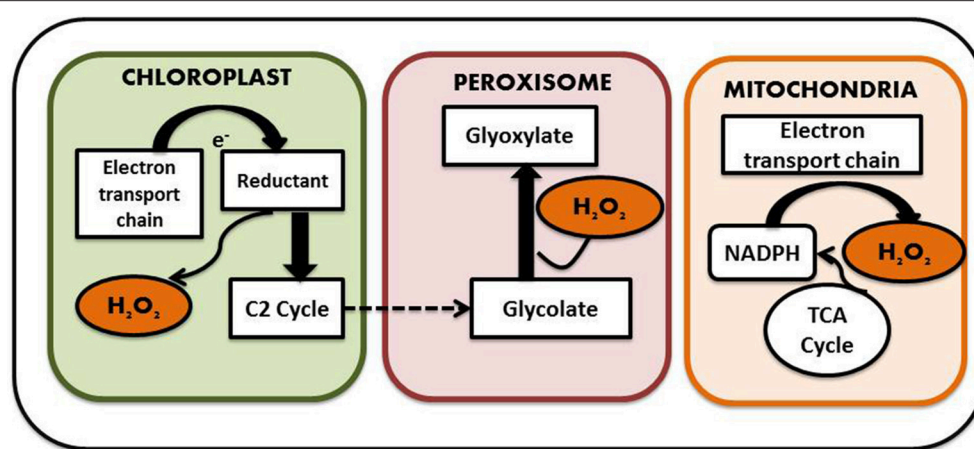 CHLOROPLAST
Electron
transport
chain
e⁻
Reductant
H₂O₂
C2 Cycle
PEROXISOME
Glyoxylate
H₂O₂
Glycolate
MITOCHONDRIA
Electron
transport chain
NADPH
H₂O₂
TCA
Cycle